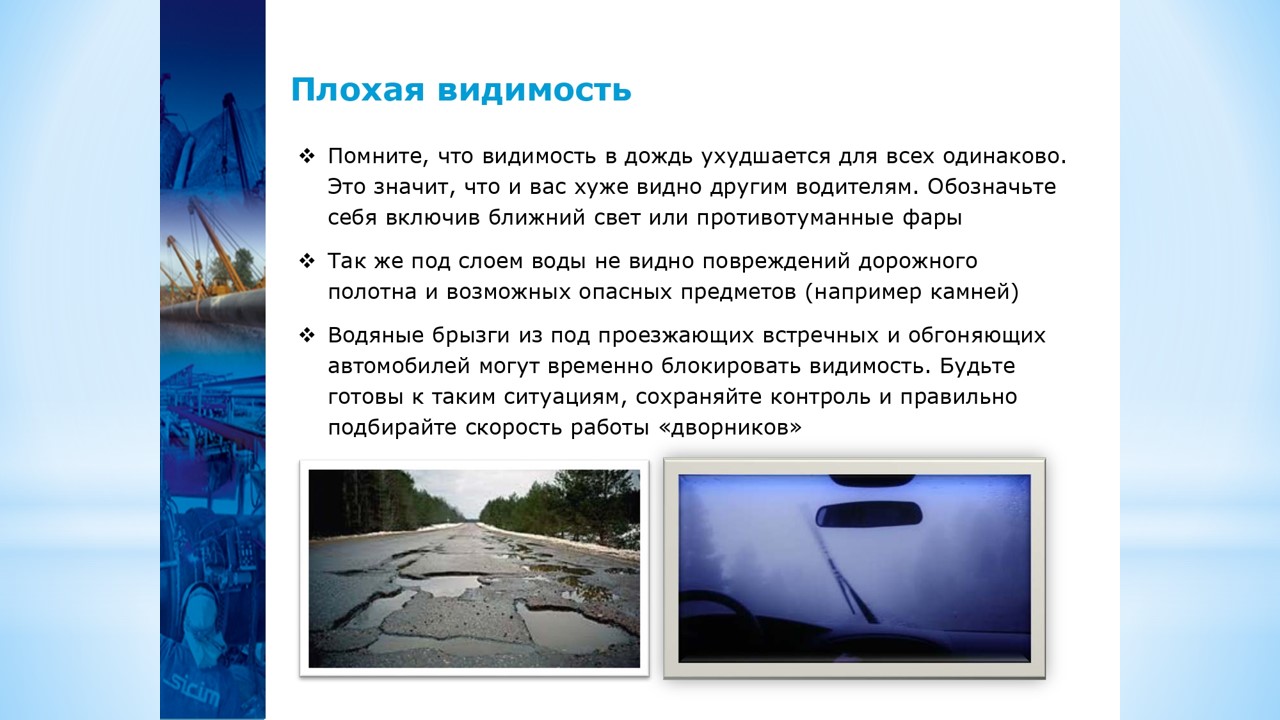 Плохая видимость
❖ Помните, что видимость в дождь ухудшается для всех одинаково.
Это значит, что и вас хуже видно другим водителям. Обозначьте
себя включив ближний свет или противотуманные фары
❖ Так же под слоем воды не видно повреждений дорожного
полотна и возможных опасных предметов (например камней)
❖ Водяные брызги из под проезжающих встречных и обгоняющих
автомобилей могут временно блокировать видимость. Будьте
готовы к таким ситуациям, сохраняйте контроль и правильно
подбирайте скорость работы «дворников»
sicim